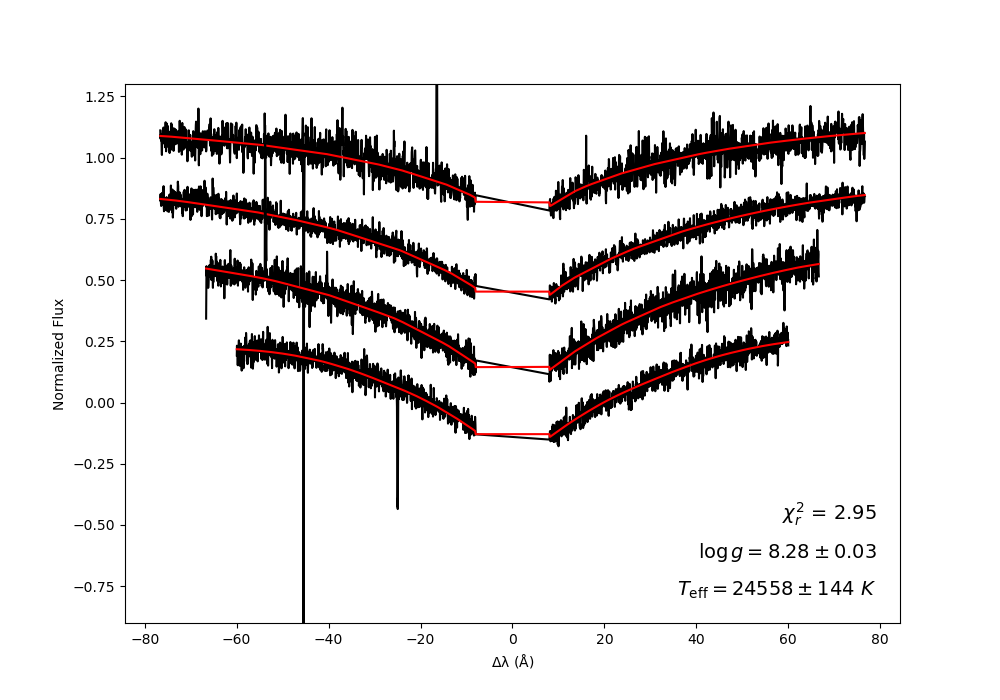 1.25
1.00
0.75
0.50
0.25
0.00
−0.25
−0.50
−0.75
Normalized Flux
χ²ᵣ = 2.95
log g = 8.28 ± 0.03
T_eff = 24558 ± 144 K
−80 −60 −40 −20 0 20 40 60 80
Δλ (Å)